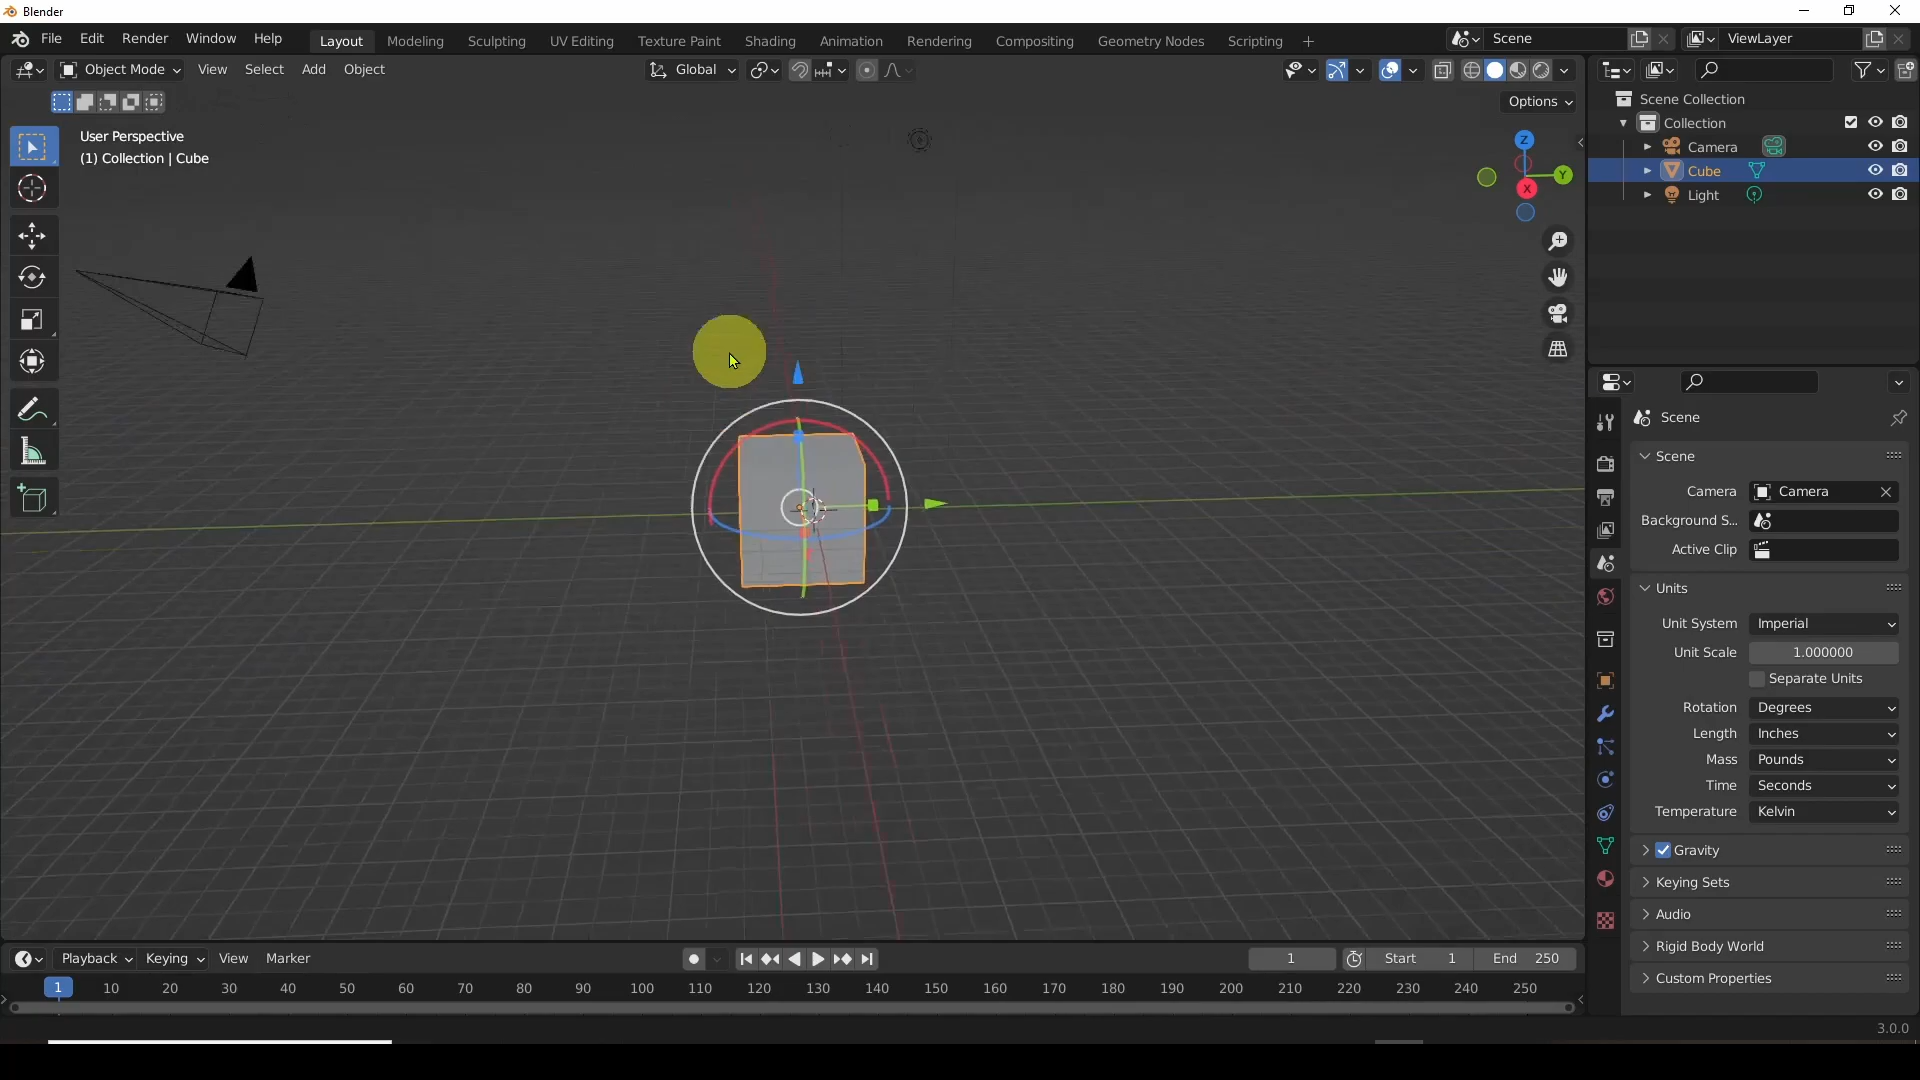 Blender
File Edit Render Window Help Layout Modeling Sculpting UV Editing Texture Paint Shading Animation Rendering Compositing Geometry Nodes Scripting + Scene ViewLayer
Object Mode View Select Add Object Global
Options
User Perspective
(1) Collection | Cube
Z
Y
X
Scene Collection
Collection
Camera
Cube
Light
Scene
Scene
Camera Camera
Background S...
Active Clip
Units
Unit System Imperial
Unit Scale 1.000000
Separate Units
Rotation Degrees
Length Inches
Mass Pounds
Time Seconds
Temperature Kelvin
Gravity
Keying Sets
Audio
Rigid Body World
Custom Properties
Playback Keying View Marker 1 Start 1 End 250
1 10 20 30 40 50 60 70 80 90 100 110 120 130 140 150 160 170 180 190 200 210 220 230 240 250
3.0.0